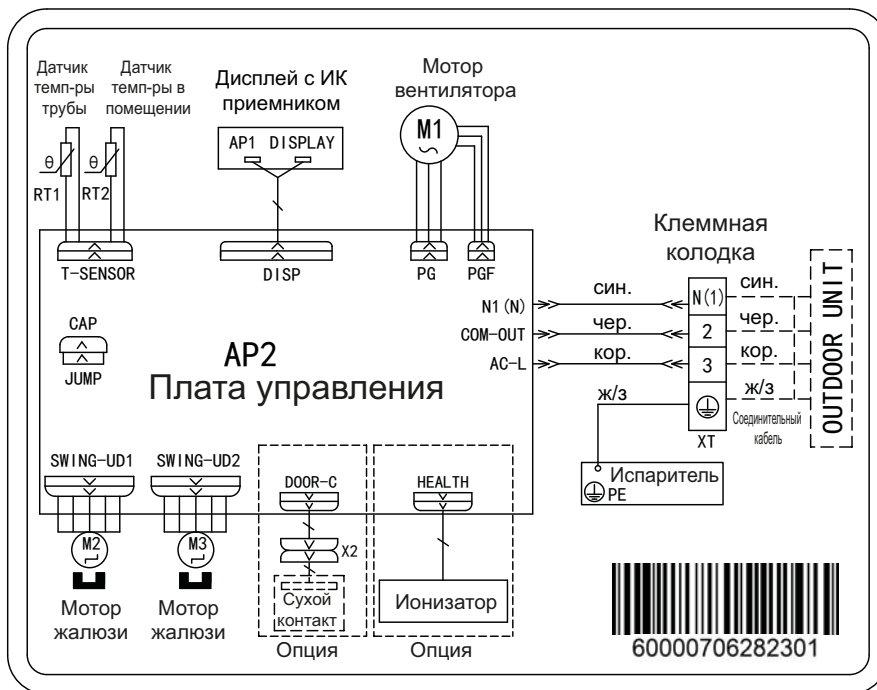 Датчик
темп-ры
трубы
Датчик
темп-ры в
помещении
Дисплей с ИК
приемником
Мотор
вентилятора
AP1 DISPLAY
M1
θ
θ
RT1
RT2
T-SENSOR
DISP
PG
PGF
Клеммная
колодка
N1(N)
син.
N(1)
син.
COM-OUT
чер.
2
чер.
AC-L
кор.
3
кор.
ж/з
ж/з
XT
Соединительный
кабель
OUTDOOR UNIT
CAP
JUMP
AP2
Плата управления
Испаритель
PE
SWING-UD1
SWING-UD2
DOOR-C
HEALTH
M2
M3
X2
Мотор
жалюзи
Мотор
жалюзи
Сухой
контакт
Ионизатор
Опция
Опция
60000706282301